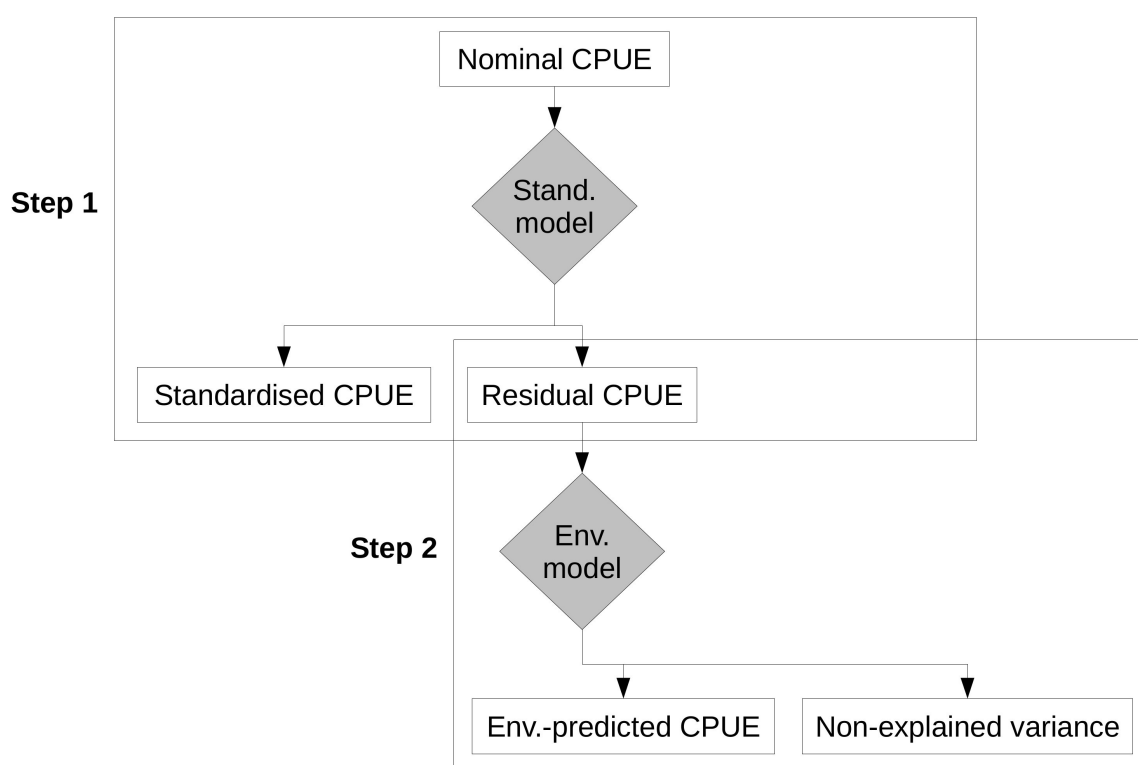 Nominal CPUE
Stand.
model
Step 1
Standardised CPUE
Residual CPUE
Env.
model
Step 2
Env.-predicted CPUE
Non-explained variance